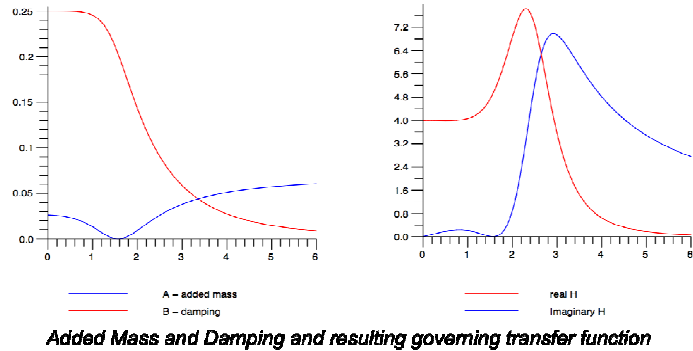 0.25
0.2
0.15
0.1
0.05
0.0
0 1 2 3 4 5 6
A – added mass
B – damping
7.2
6.4
5.6
4.8
4.0
3.2
2.4
1.6
0.8
0.0
0 1 2 3 4 5 6
real H
Imaginary H
Added Mass and Damping and resulting governing transfer function